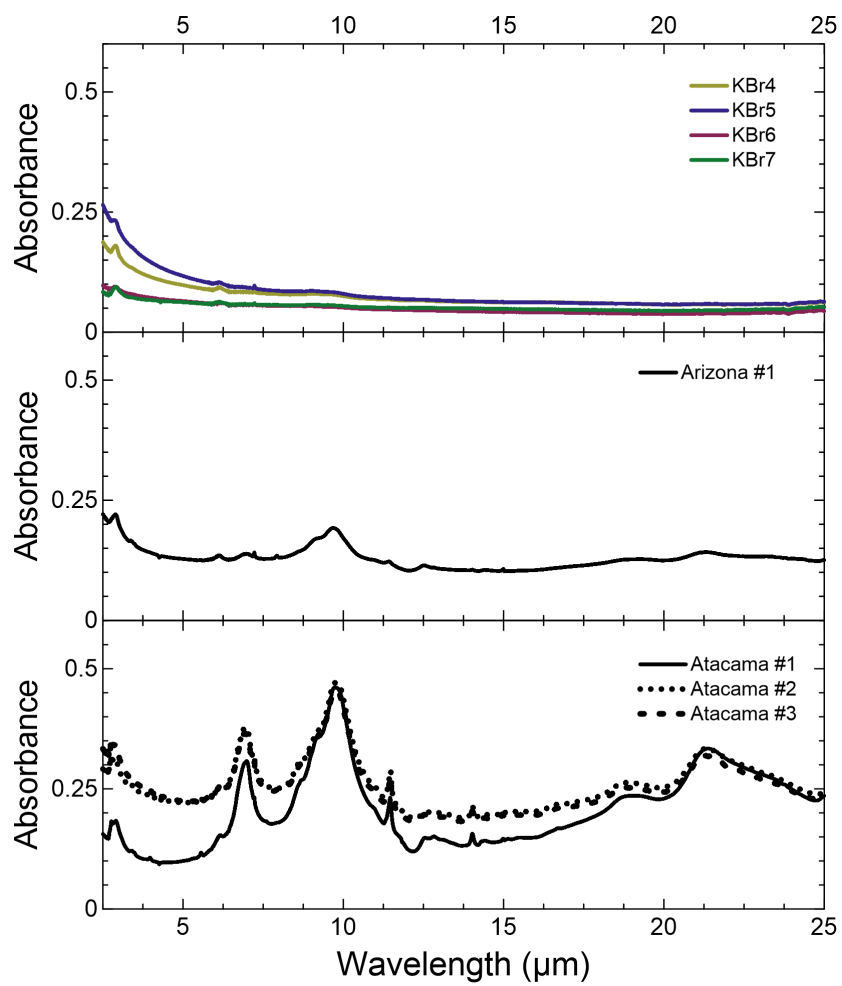 5 10 15 20 25
0.5
0.25
0
Absorbance
KBr4
KBr5
KBr6
KBr7
0.5
0.25
0
Absorbance
Arizona #1
0.5
0.25
0
Absorbance
Atacama #1
Atacama #2
Atacama #3
5 10 15 20 25
Wavelength (μm)